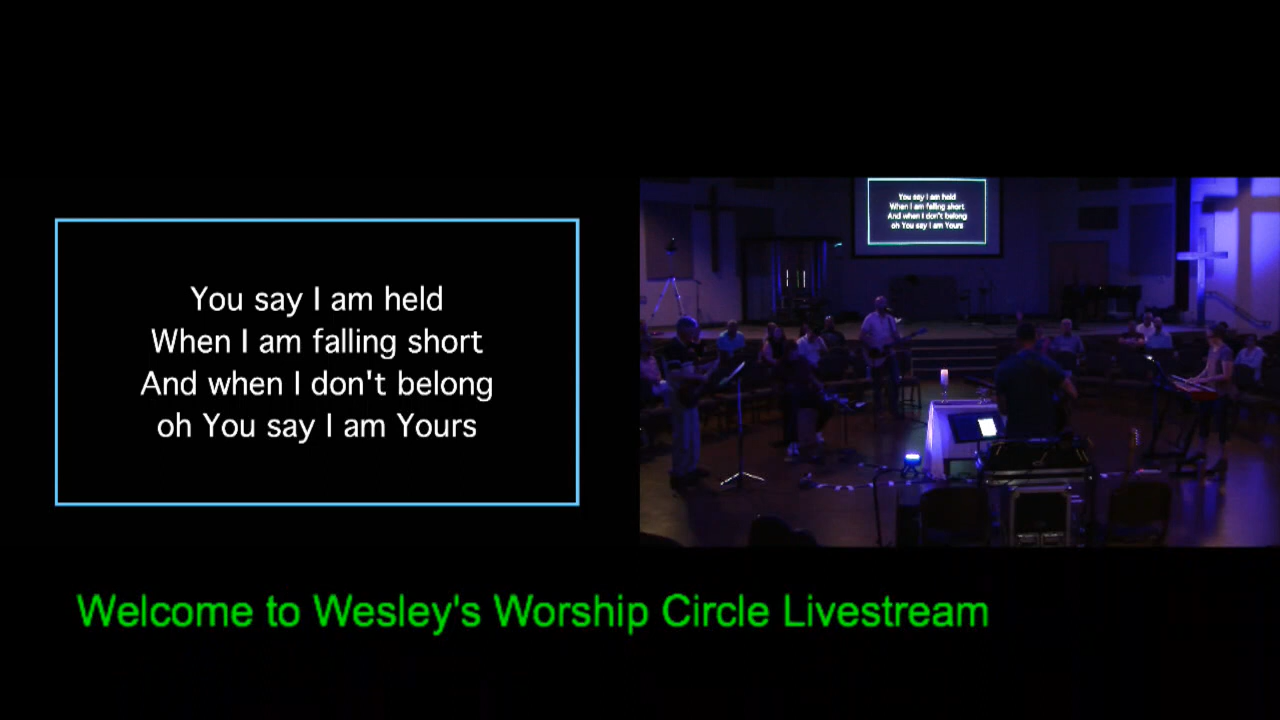 You say I am held
When I am falling short
And when I don't belong
oh You say I am Yours
You say I am held
When I am falling short
And when I don't belong
oh You say I am Yours
Welcome to Wesley's Worship Circle Livestream